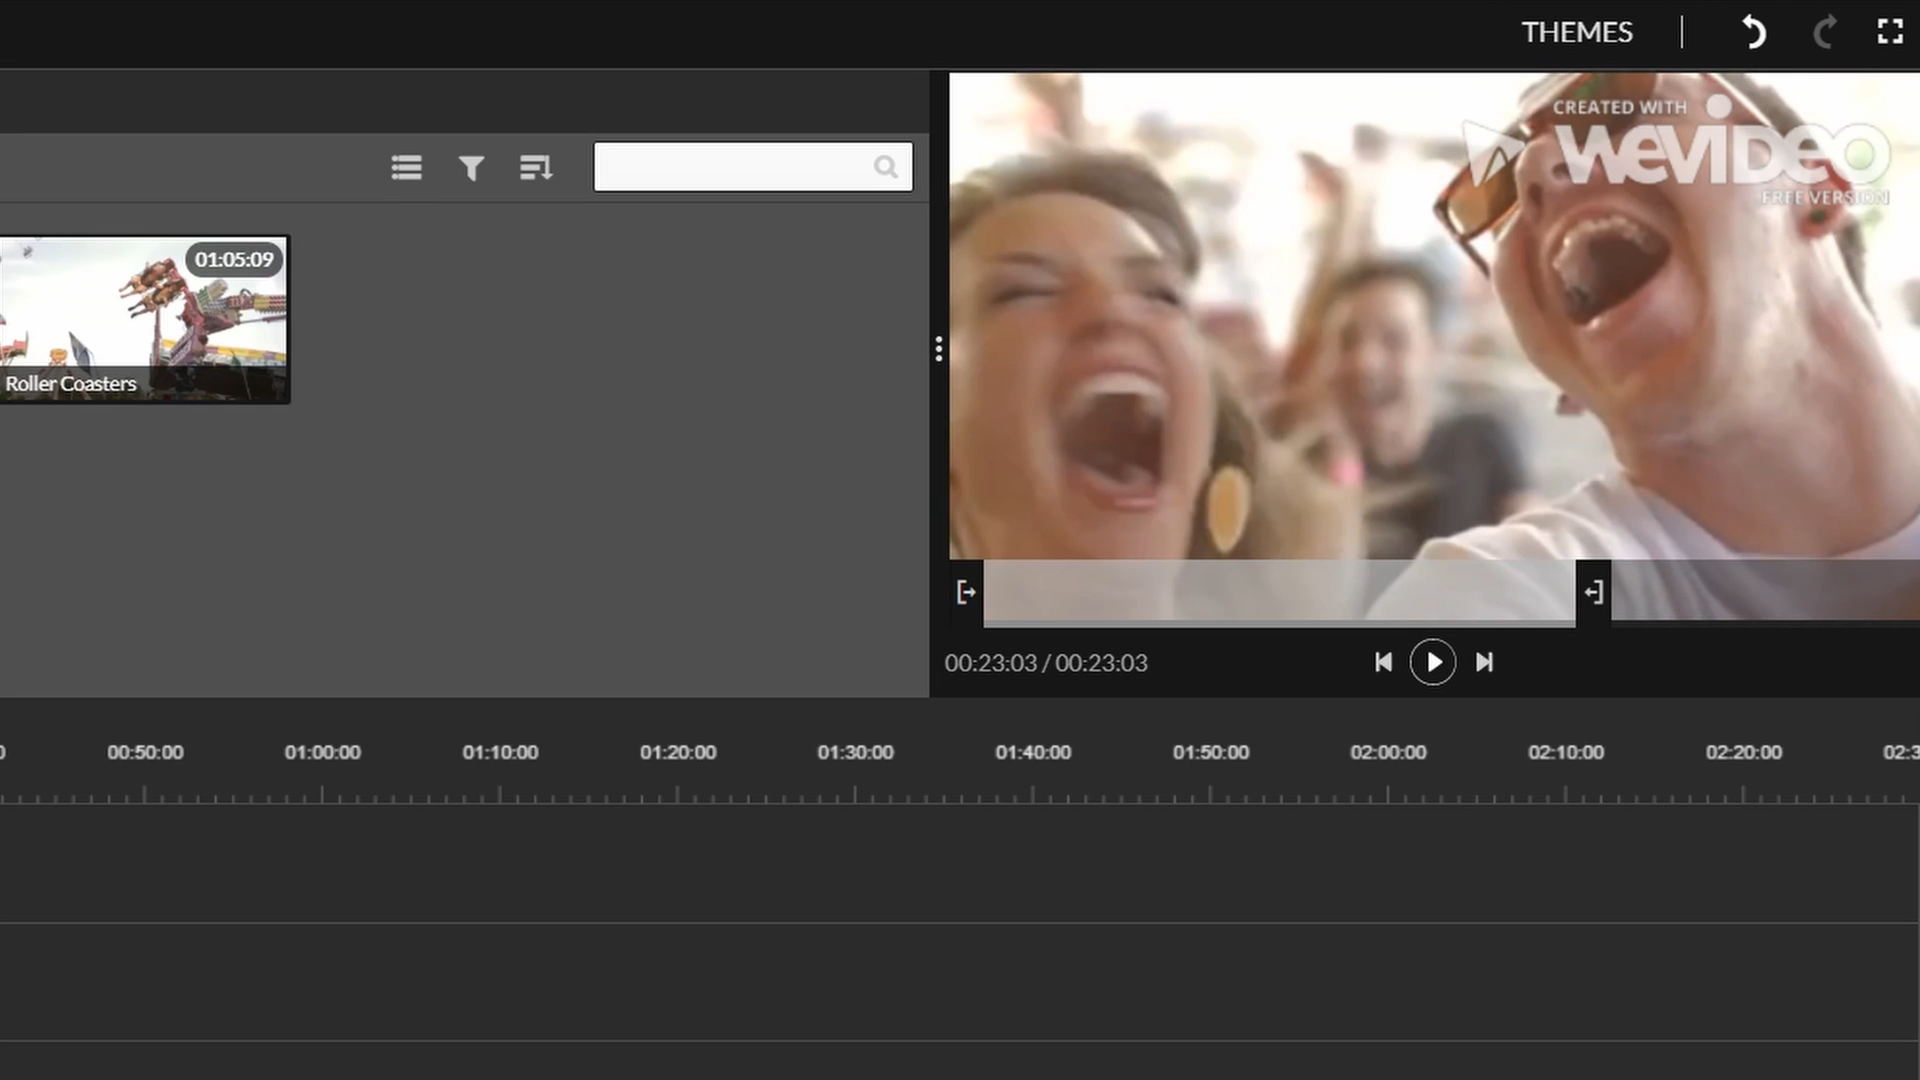 THEMES
CREATED WITH
WEVIDEO
FREE VERSION
01:05:09
Roller Coasters
00:23:03 / 00:23:03
00:50:00 01:00:00 01:10:00 01:20:00 01:30:00 01:40:00 01:50:00 02:00:00 02:10:00 02:20:00